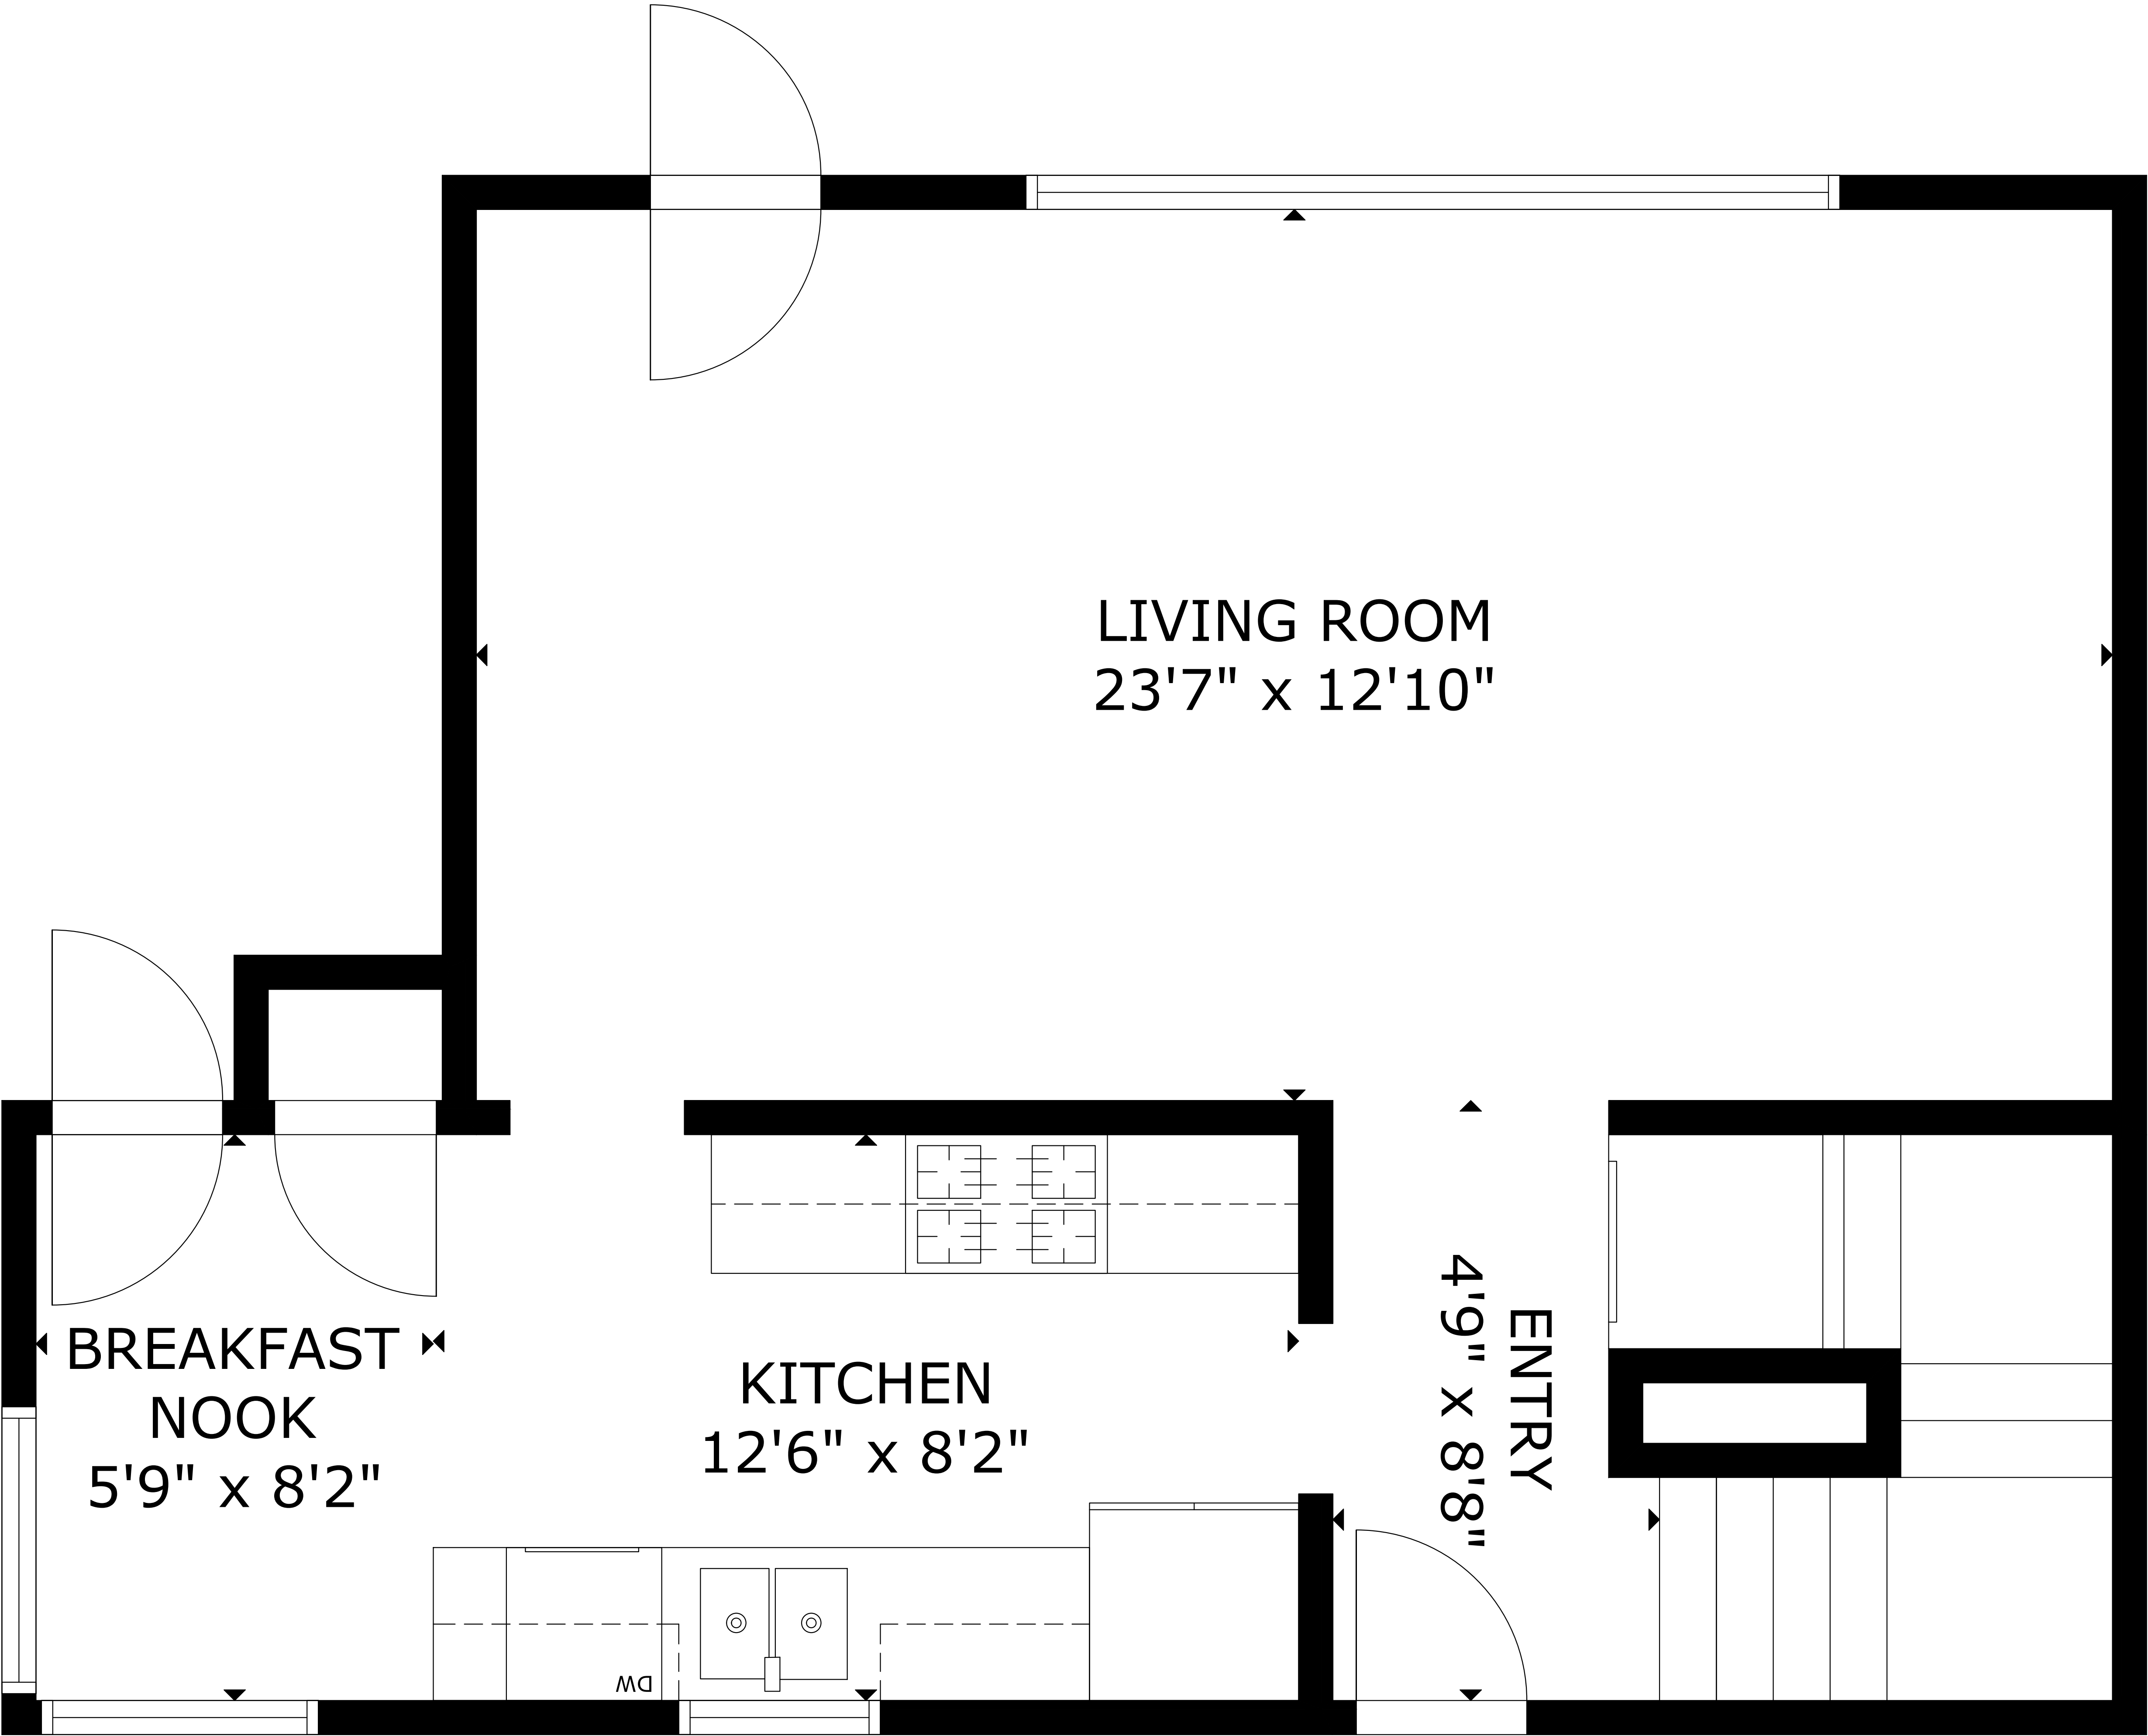 LIVING ROOM
23'7" x 12'10"
BREAKFAST
NOOK
5'9" x 8'2"
KITCHEN
12'6" x 8'2"
ENTRY
4'9" x 8'8"
DW